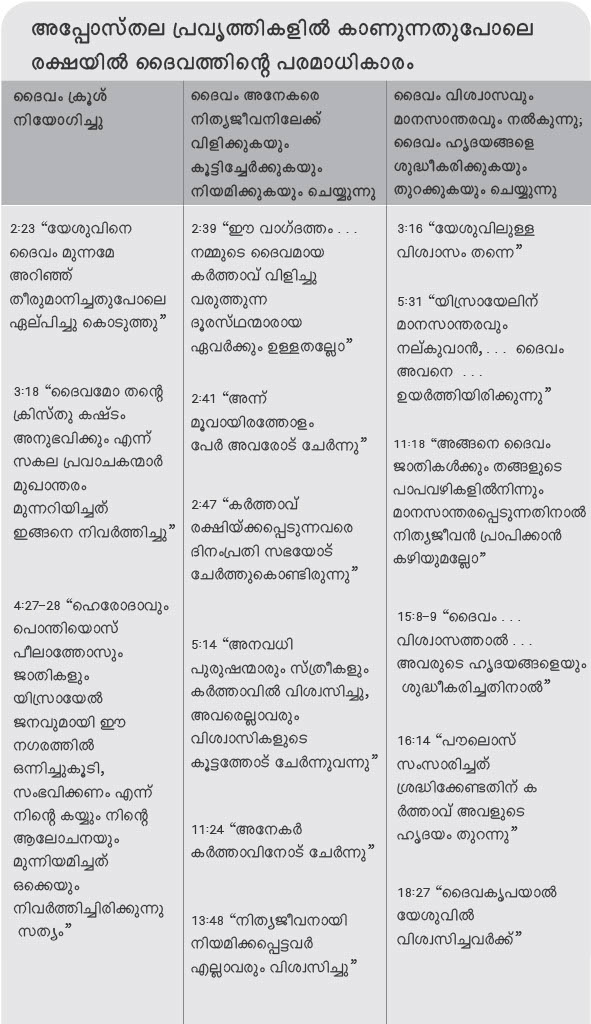 അപ്പോസ്തല പ്രവൃത്തികളിൽ കാണുന്നതുപോലെ
രക്ഷയിൽ ദൈവത്തിന്റെ പരമാധികാരം
ദൈവം ക്രൂശ്
നിയോഗിച്ചു
2:23 “യേശുവിനെ
ദൈവം മുന്നമേ
അറിഞ്ഞ്
തീരുമാനിച്ചതുപോലെ
ഏല്പിച്ചു കൊടുത്തു”
3:18 “ദൈവമോ തന്റെ
ക്രിസ്തു കഷ്ടം
അനുഭവിക്കും എന്ന്
സകല പ്രവാചകന്മാർ
മുഖാന്തരം
മുന്നറിയിച്ചത്
ഇങ്ങനെ നിവർത്തിച്ചു”
4:27–28 “ഹെരോദാവും
പൊന്തിയൊസ്
പീലാത്തോസും
ജാതികളും
യിസ്രായേൽ
ജനവുമായി ഈ
നഗരത്തിൽ
ഒന്നിച്ചുകൂടി,
സംഭവിക്കണം എന്ന്
നിന്റെ കയ്യും നിന്റെ
ആലോചനയും
മുന്നിയമിച്ചത്
ഒക്കെയും
നിവർത്തിച്ചിരിക്കുന്നു
സത്യം”
ദൈവം അനേകരെ
നിത്യജീവനിലേക്ക്
വിളിക്കുകയും
കൂട്ടിച്ചേർക്കുകയും
നിയമിക്കുകയും ചെയ്യുന്നു
2:39 “ഈ വാഗ്ദത്തം . . .
നമ്മുടെ ദൈവമായ
കർത്താവ് വിളിച്ചു
വരുത്തുന്ന
ദൂരസ്ഥന്മാരായ
ഏവർക്കും ഉള്ളതല്ലോ”
2:41 “അന്ന്
മൂവായിരത്തോളം
പേർ അവരോട് ചേർന്നു”
2:47 “കർത്താവ്
രക്ഷിയ്ക്കപ്പെടുന്നവരെ
ദിനംപ്രതി സഭയോട്
ചേർത്തുകൊണ്ടിരുന്നു”
5:14 “അനവധി
പുരുഷന്മാരും സ്ത്രീകളും
കർത്താവിൽ വിശ്വസിച്ചു,
അവരെല്ലാവരും
വിശ്വാസികളുടെ
കൂട്ടത്തോട് ചേർന്നുവന്നു”
11:24 “അനേകർ
കർത്താവിനോട് ചേർന്നു”
13:48 “നിത്യജീവനായി
നിയമിക്കപ്പെട്ടവർ
എല്ലാവരും വിശ്വസിച്ചു”
ദൈവം വിശ്വാസവും
മാനസാന്തരവും നൽകുന്നു;
ദൈവം ഹൃദയങ്ങളെ
ശുദ്ധീകരിക്കുകയും
തുറക്കുകയും ചെയ്യുന്നു
3:16 “യേശുവിലുള്ള
വിശ്വാസം തന്നെ”
5:31 “യിസ്രായേലിന്
മാനസാന്തരവും
നല്കുവാൻ, . . . ദൈവം
അവനെ . . .
ഉയർത്തിയിരിക്കുന്നു”
11:18 “അങ്ങനെ ദൈവം
ജാതികൾക്കും തങ്ങളുടെ
പാപവഴികളിൽനിന്നും
മാനസാന്തരപ്പെടുന്നതിനാൽ
നിത്യജീവൻ പ്രാപിക്കാൻ
കഴിയുമല്ലോ”
15:8–9 “ദൈവം . . .
വിശ്വാസത്താൽ . . .
അവരുടെ ഹൃദയങ്ങളെയും
ശുദ്ധീകരിച്ചതിനാൽ”
16:14 “പൗലൊസ്
സംസാരിച്ചത്
ശ്രദ്ധിക്കേണ്ടതിന് ക
ർത്താവ് അവളുടെ
ഹൃദയം തുറന്നു”
18:27 “ദൈവകൃപയാൽ
യേശുവിൽ
വിശ്വസിച്ചവർക്ക്”